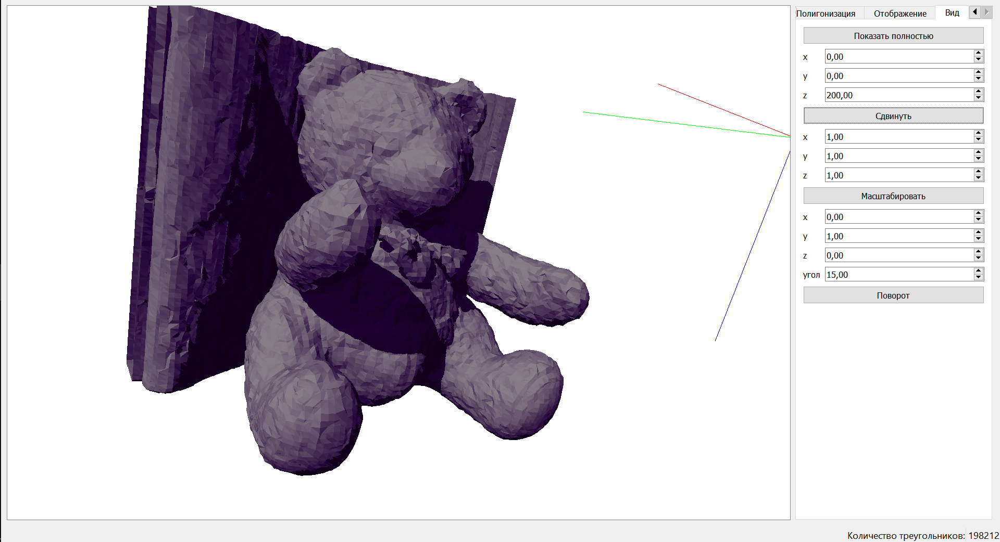 Полигонизация Отображение Вид
Показать полностью
x 0,00
y 0,00
z 200,00
Сдвинуть
x 1,00
y 1,00
z 1,00
Масштабировать
x 0,00
y 1,00
z 0,00
угол 15,00
Поворот
Количество треугольников: 198212